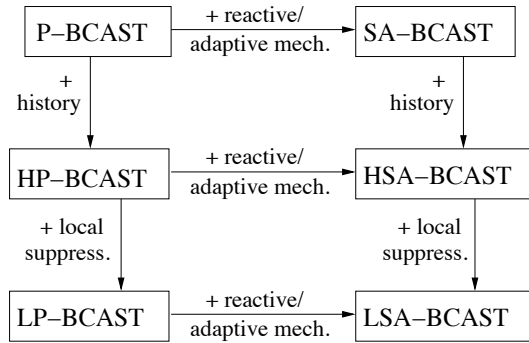 P–BCAST
+ reactive/
adaptive mech.
SA–BCAST
+
history
+
history
HP–BCAST
+ reactive/
adaptive mech.
HSA–BCAST
+ local
suppress.
+ local
suppress.
LP–BCAST
+ reactive/
adaptive mech.
LSA–BCAST